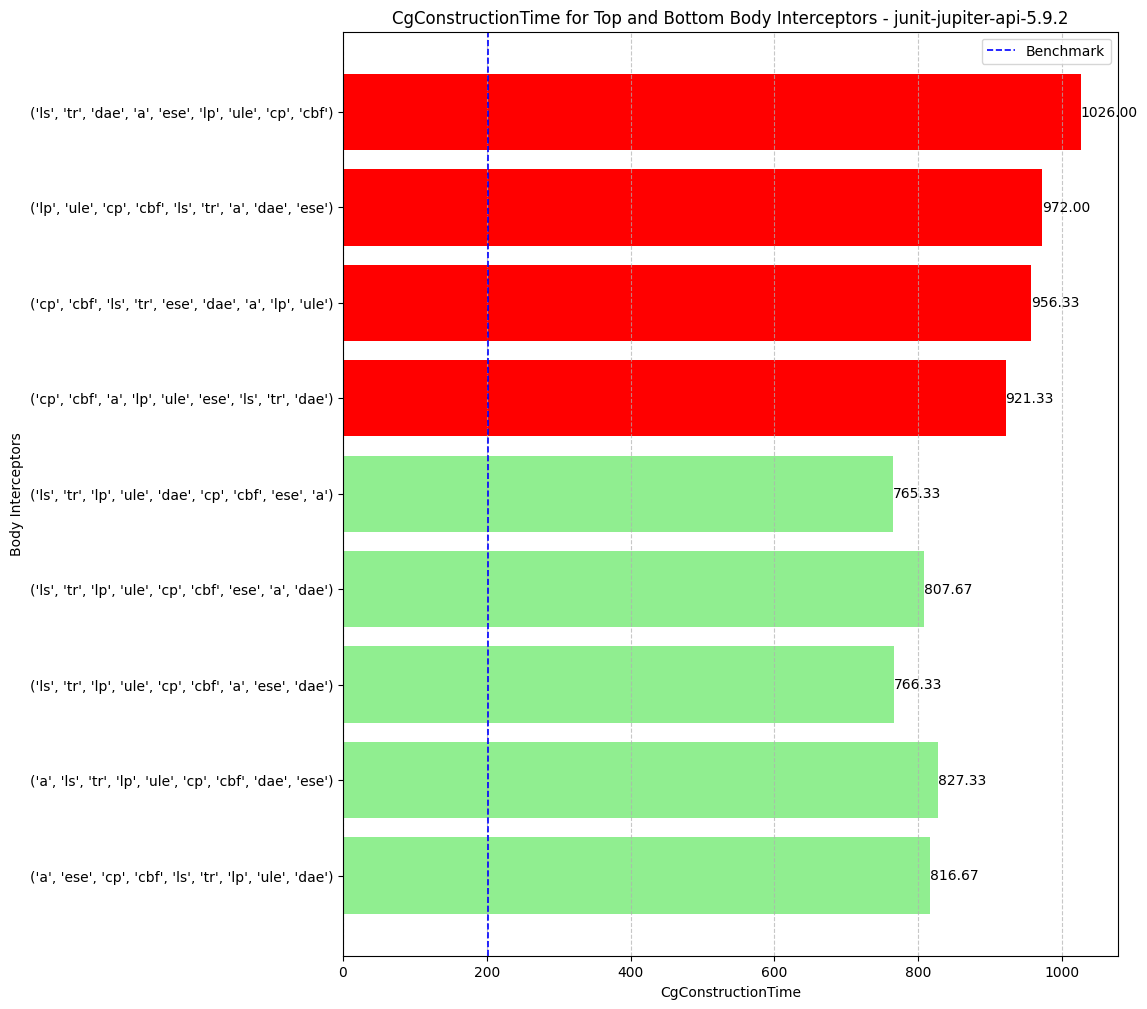 CgConstructionTime for Top and Bottom Body Interceptors - junit-jupiter-api-5.9.2
Benchmark
('ls', 'tr', 'dae', 'a', 'ese', 'lp', 'ule', 'cp', 'cbf') 1026.00
('lp', 'ule', 'cp', 'cbf', 'ls', 'tr', 'a', 'dae', 'ese') 972.00
('cp', 'cbf', 'ls', 'tr', 'ese', 'dae', 'a', 'lp', 'ule') 956.33
('cp', 'cbf', 'a', 'lp', 'ule', 'ese', 'ls', 'tr', 'dae') 921.33
('ls', 'tr', 'lp', 'ule', 'dae', 'cp', 'cbf', 'ese', 'a') 765.33
('ls', 'tr', 'lp', 'ule', 'cp', 'cbf', 'ese', 'a', 'dae') 807.67
('ls', 'tr', 'lp', 'ule', 'cp', 'cbf', 'a', 'ese', 'dae') 766.33
('a', 'ls', 'tr', 'lp', 'ule', 'cp', 'cbf', 'dae', 'ese') 827.33
('a', 'ese', 'cp', 'cbf', 'ls', 'tr', 'lp', 'ule', 'dae') 816.67
Body Interceptors
0 200 400 600 800 1000
CgConstructionTime